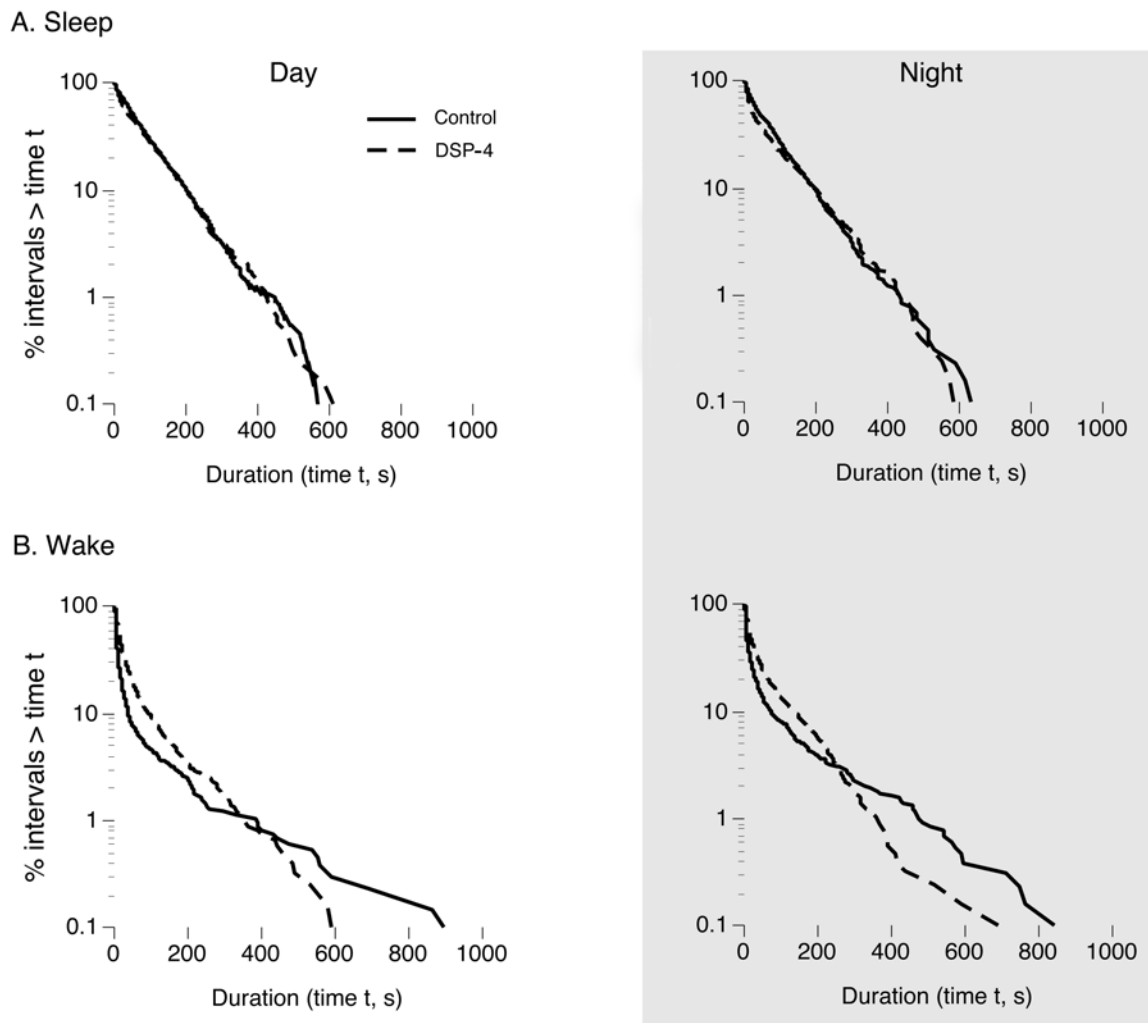 A. Sleep
Day
Night
100
10
1
0.1
% intervals > time t
Control
DSP-4
0 200 400 600 800 1000
Duration (time t, s)
100
10
1
0.1
0 200 400 600 800 1000
Duration (time t, s)
B. Wake
100
10
1
0.1
% intervals > time t
0 200 400 600 800 1000
Duration (time t, s)
100
10
1
0.1
0 200 400 600 800 1000
Duration (time t, s)